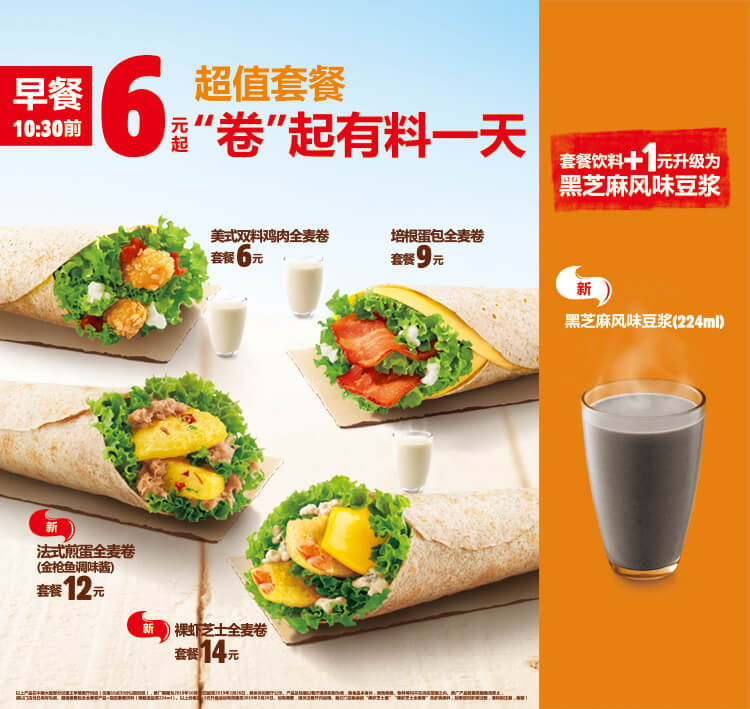 早餐
10:30前
6元起
超值套餐
“卷”起有料一天
美式双料鸡肉全麦卷
套餐6元
培根蛋包全麦卷
套餐9元
新
法式煎蛋全麦卷
(金枪鱼调味酱)
套餐12元
新
裸虾芝士全麦卷
套餐14元
套餐饮料+1元升级为
黑芝麻风味豆浆
新
黑芝麻风味豆浆(224ml)